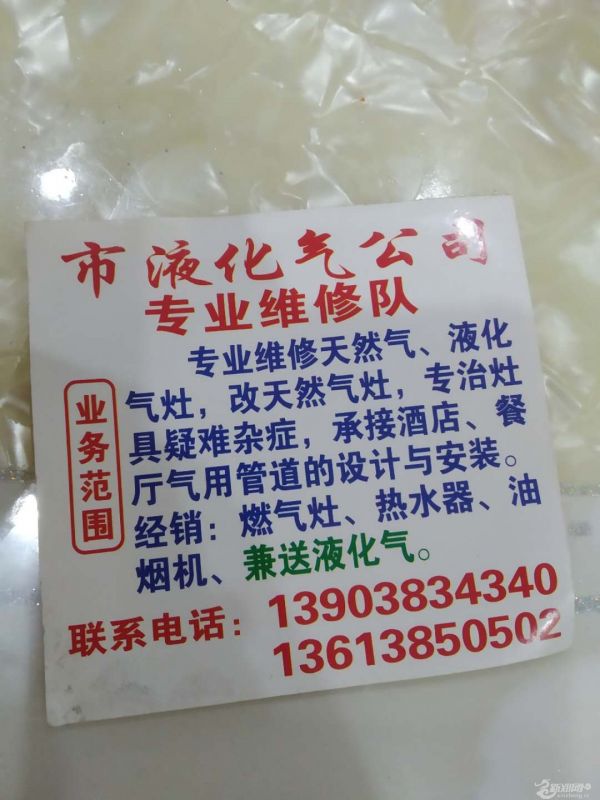 市液化气公司
专业维修队
业务范围
专业维修天然气、液化
气灶，改天然气灶，专治灶
具疑难杂症，承接酒店、餐
厅气用管道的设计与安装。
经销：燃气灶、热水器、油
烟机、兼送液化气。
联系电话：13903834340
13613850502
新郑网